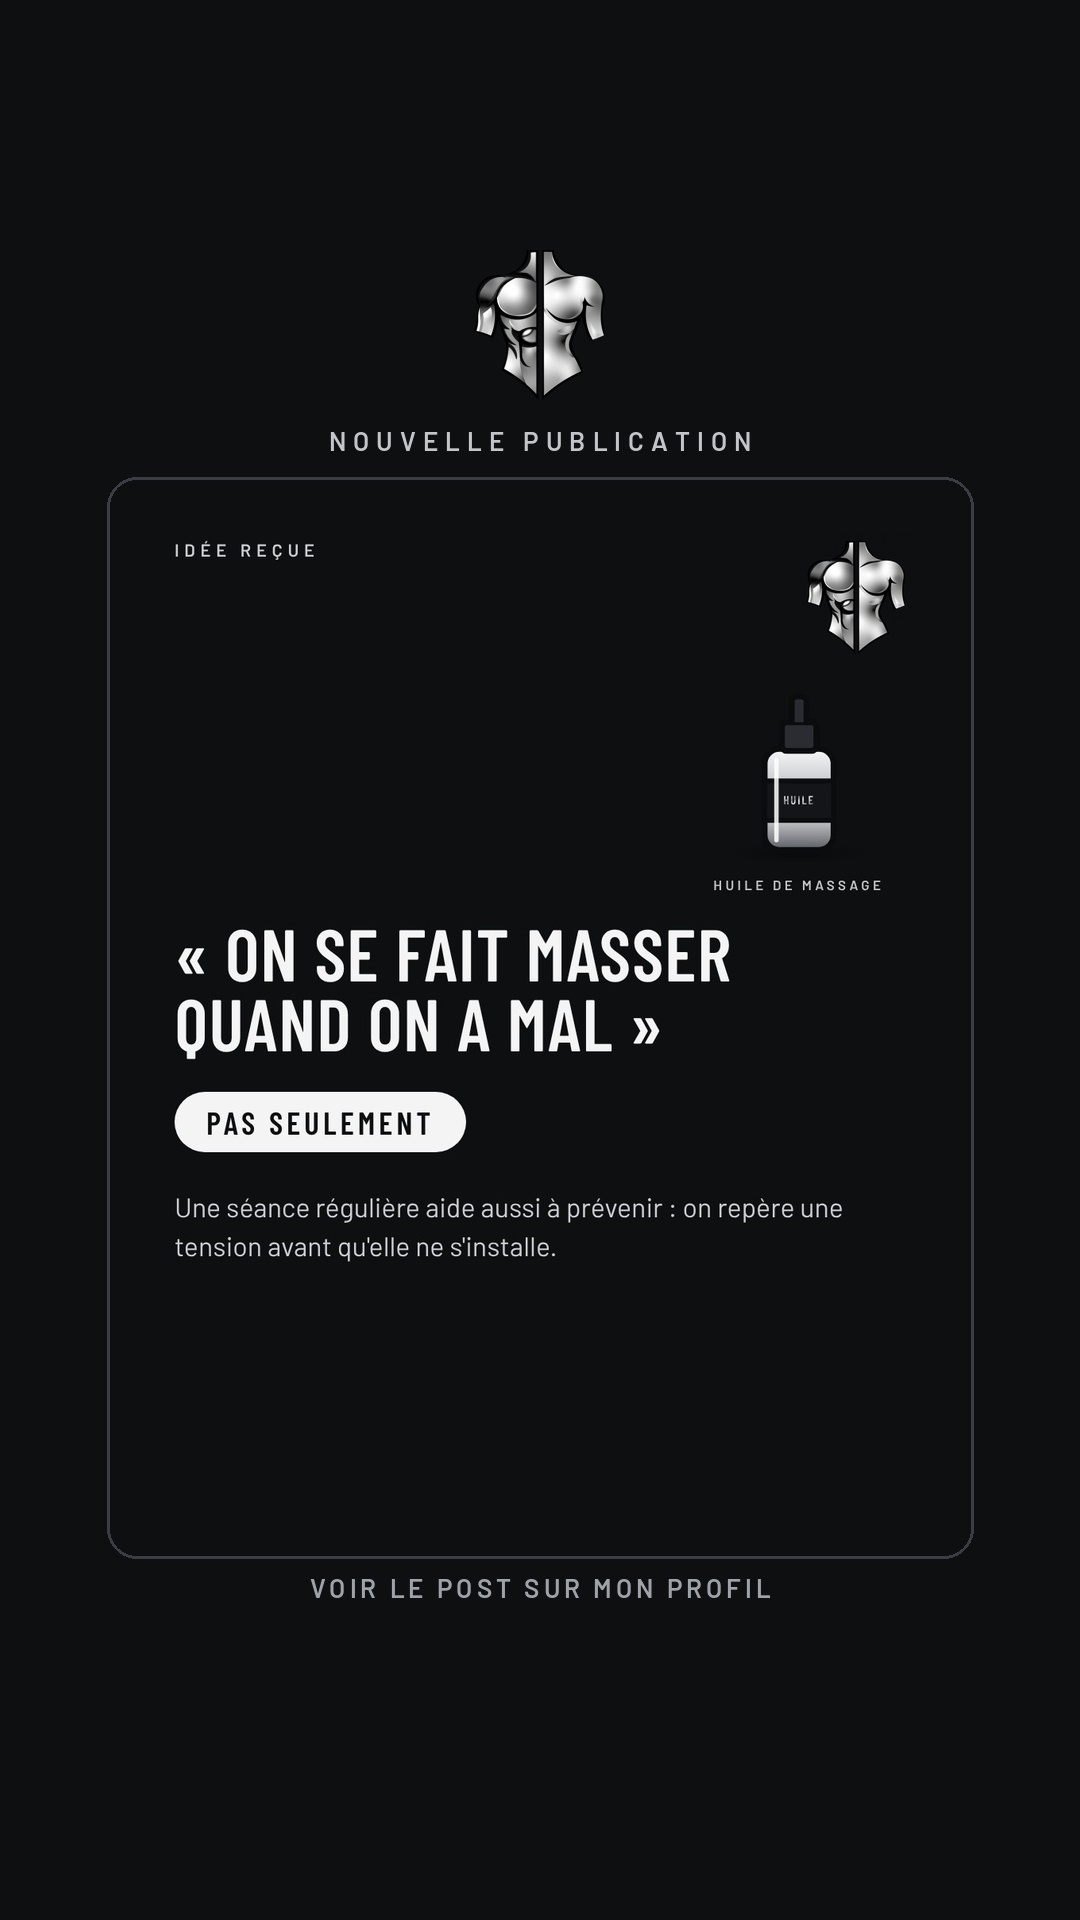 NOUVELLE PUBLICATION
IDÉE REÇUE
HUILE
HUILE DE MASSAGE
« ON SE FAIT MASSER
QUAND ON A MAL »
PAS SEULEMENT
Une séance régulière aide aussi à prévenir : on repère une
tension avant qu'elle ne s'installe.
VOIR LE POST SUR MON PROFIL